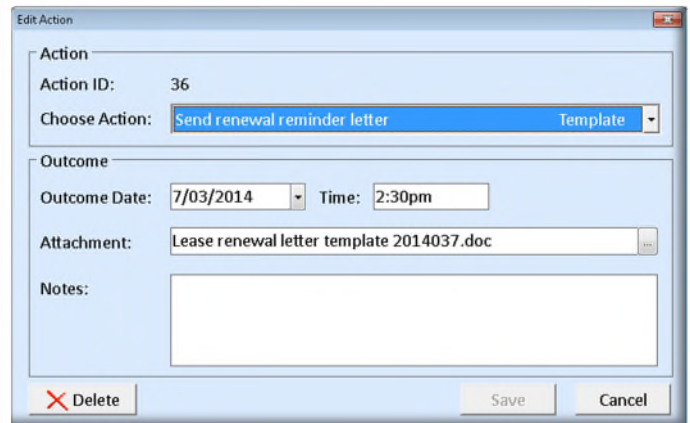 Edit Action
Action
Action ID: 36
Choose Action: Send renewal reminder letter Template
Outcome
Outcome Date: 7/03/2014 Time: 2:30pm
Attachment: Lease renewal letter template 2014037.doc ...
Notes:
Delete Save Cancel